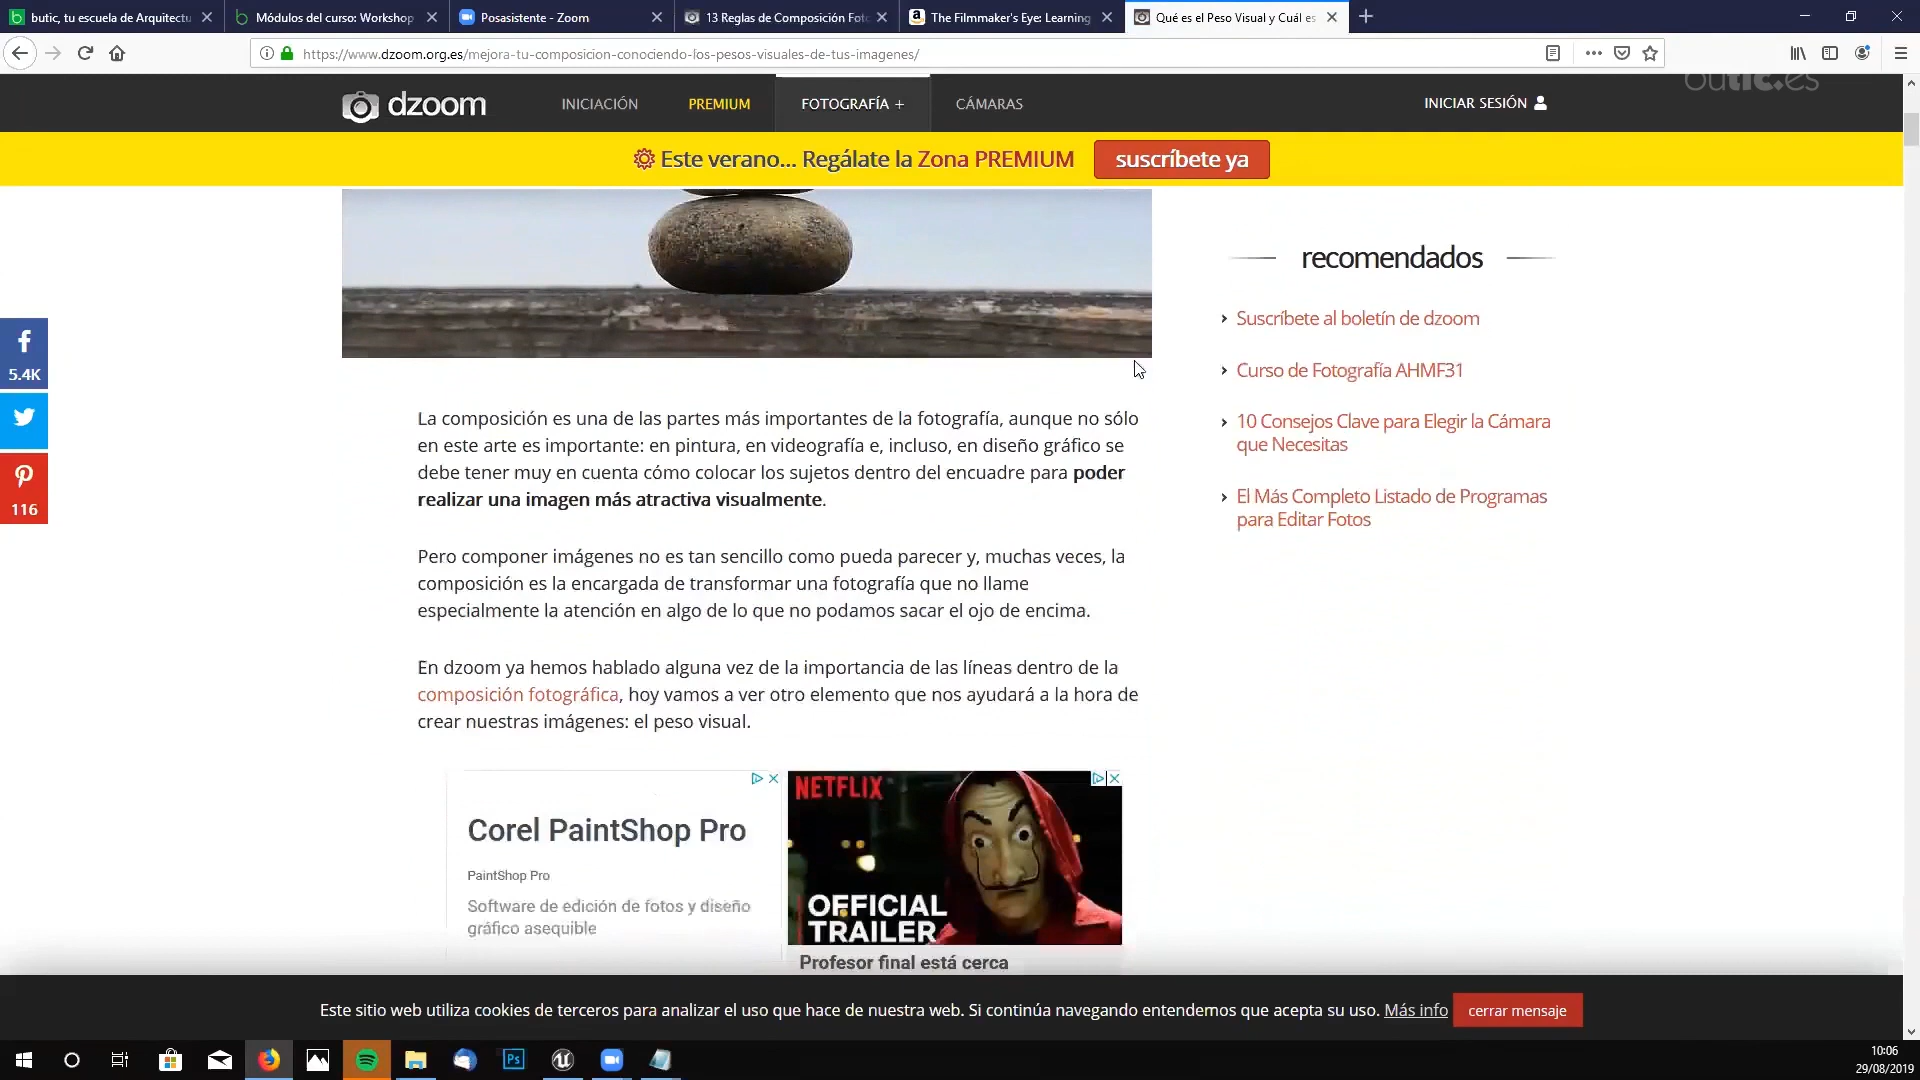 butic, tu escuela de Arquitectu
Módulos del curso: Workshop
Posasistente - Zoom
13 Reglas de Composición Fot
The Filmmaker's Eye: Learning
Qué es el Peso Visual y Cuál es
https://www.dzoom.org.es/mejora-tu-composicion-conociendo-los-pesos-visuales-de-tus-imagenes/
butic.es
dzoom
INICIACIÓN
PREMIUM
FOTOGRAFÍA +
CÁMARAS
INICIAR SESIÓN
Este verano... Regálate la Zona PREMIUM
suscríbete ya
5.4K
116
La composición es una de las partes más importantes de la fotografía, aunque no sólo
en este arte es importante: en pintura, en videografía e, incluso, en diseño gráfico se
debe tener muy en cuenta cómo colocar los sujetos dentro del encuadre para poder
realizar una imagen más atractiva visualmente.
Pero componer imágenes no es tan sencillo como pueda parecer y, muchas veces, la
composición es la encargada de transformar una fotografía que no llame
especialmente la atención en algo de lo que no podamos sacar el ojo de encima.
En dzoom ya hemos hablado alguna vez de la importancia de las líneas dentro de la
composición fotográfica, hoy vamos a ver otro elemento que nos ayudará a la hora de
crear nuestras imágenes: el peso visual.
recomendados
Suscríbete al boletín de dzoom
Curso de Fotografía AHMF31
10 Consejos Clave para Elegir la Cámara
que Necesitas
El Más Completo Listado de Programas
para Editar Fotos
Corel PaintShop Pro
PaintShop Pro
Software de edición de fotos y diseño
gráfico asequible
NETFLIX
OFFICIAL
TRAILER
Profesor final está cerca
Este sitio web utiliza cookies de terceros para analizar el uso que hace de nuestra web. Si continúa navegando entendemos que acepta su uso. Más info
cerrar mensaje
Ps
10:06
29/08/2019